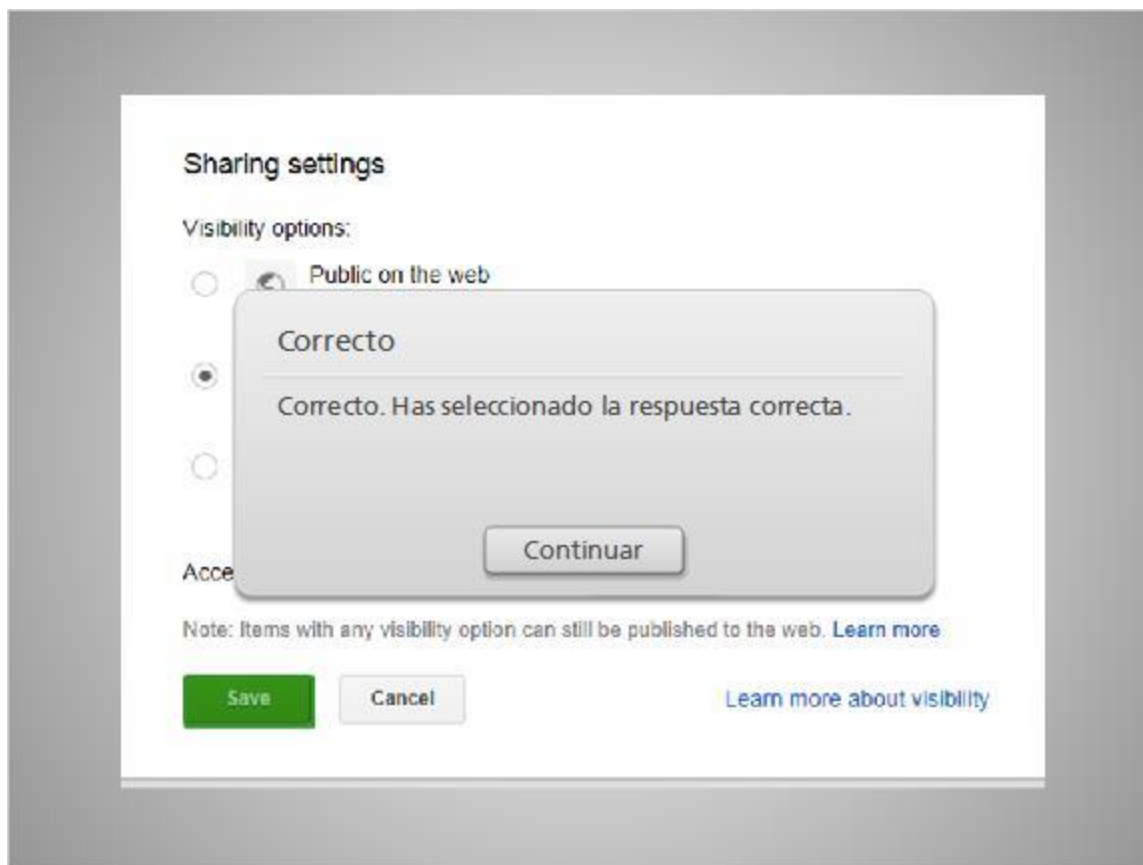 Sharing settings
Visibility options:
Public on the web
Correcto
Correcto. Has seleccionado la respuesta correcta.
Continuar
Acce
Note: Items with any visibility option can still be published to the web. Learn more
Save
Cancel
Learn more about visibility